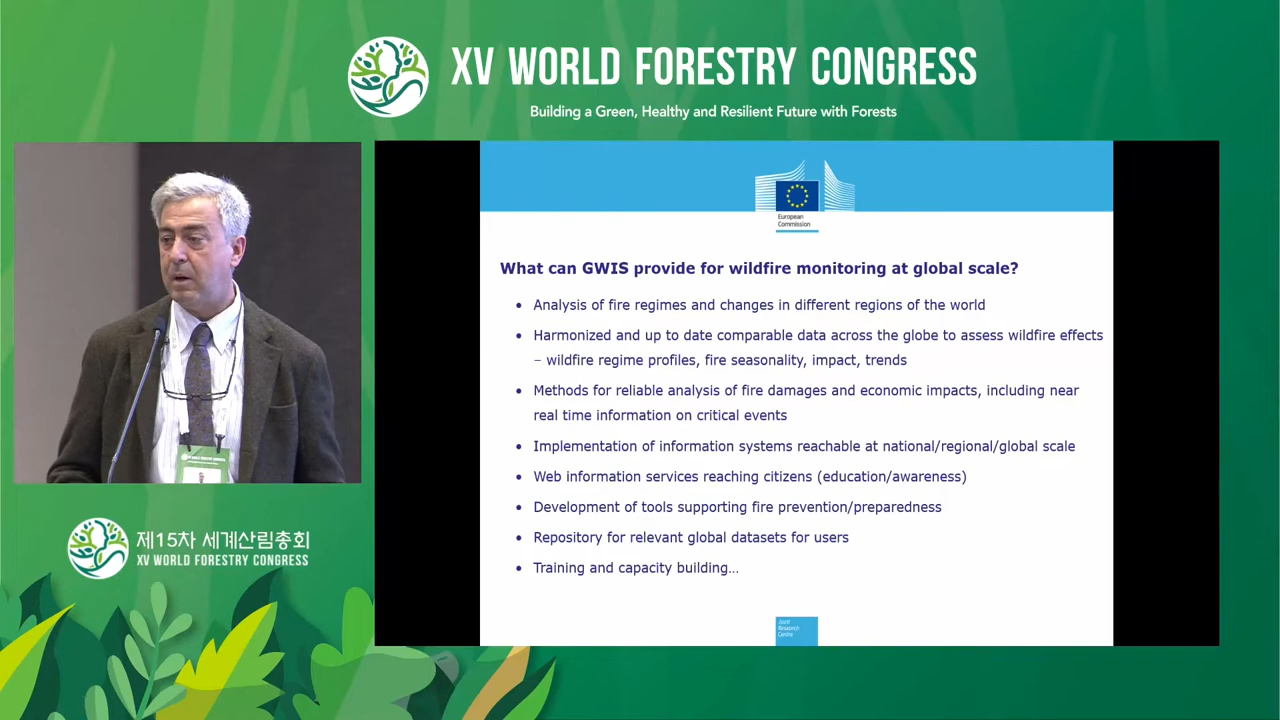 XV WORLD FORESTRY CONGRESS
Building a Green, Healthy and Resilient Future with Forests
European
Commission
What can GWIS provide for wildfire monitoring at global scale?
• Analysis of fire regimes and changes in different regions of the world
• Harmonized and up to date comparable data across the globe to assess wildfire effects
– wildfire regime profiles, fire seasonality, impact, trends
• Methods for reliable analysis of fire damages and economic impacts, including near
real time information on critical events
• Implementation of information systems reachable at national/regional/global scale
• Web information services reaching citizens (education/awareness)
• Development of tools supporting fire prevention/preparedness
• Repository for relevant global datasets for users
• Training and capacity building…
Joint
Research
Centre
XV WORLD FORESTRY CONGRESS
제15차 세계산림총회
XV WORLD FORESTRY CONGRESS